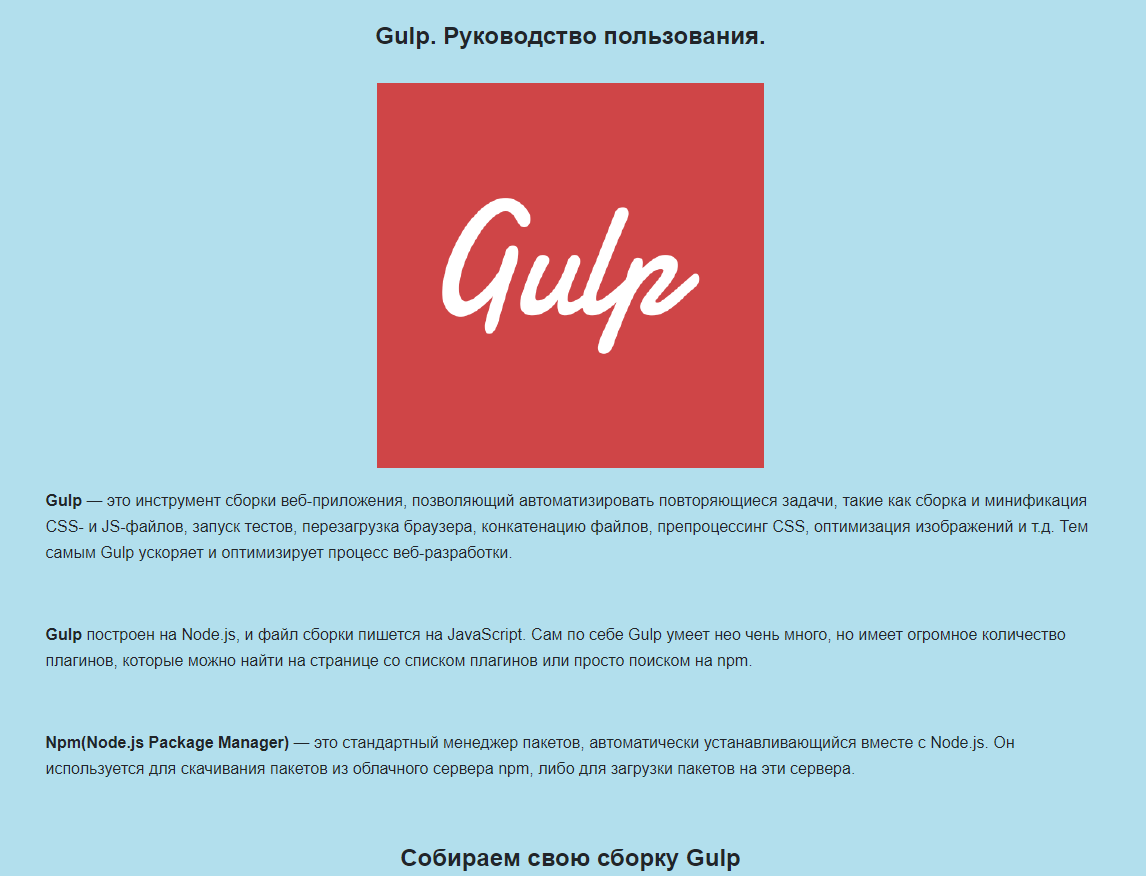 Gulp. Руководство пользования.
Gulp
Gulp — это инструмент сборки веб-приложения, позволяющий автоматизировать повторяющиеся задачи, такие как сборка и минификация
CSS- и JS-файлов, запуск тестов, перезагрузка браузера, конкатенацию файлов, препроцессинг CSS, оптимизация изображений и т.д. Тем
самым Gulp ускоряет и оптимизирует процесс веб-разработки.
Gulp построен на Node.js, и файл сборки пишется на JavaScript. Сам по себе Gulp умеет нео чень много, но имеет огромное количество
плагинов, которые можно найти на странице со списком плагинов или просто поиском на npm.
Npm(Node.js Package Manager) — это стандартный менеджер пакетов, автоматически устанавливающийся вместе с Node.js. Он
используется для скачивания пакетов из облачного сервера npm, либо для загрузки пакетов на эти сервера.
Собираем свою сборку Gulp